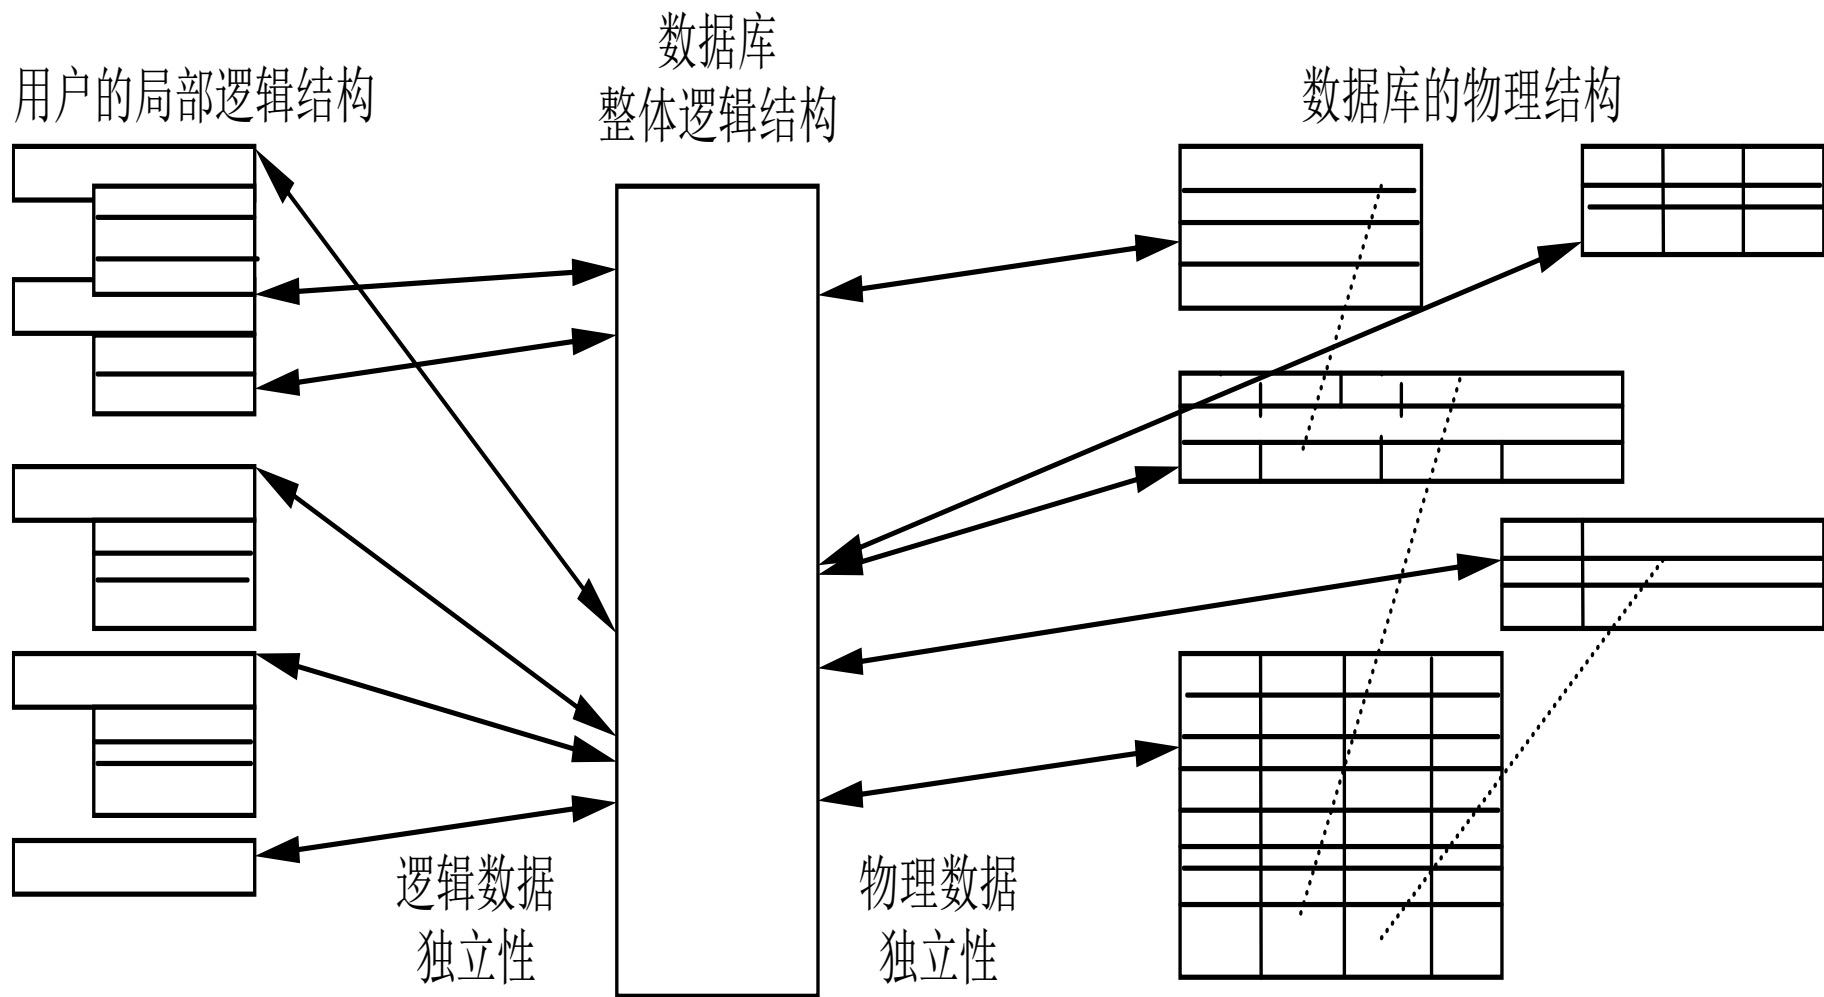 用户的局部逻辑结构
数据库
整体逻辑结构
数据库的物理结构
逻辑数据
独立性
物理数据
独立性